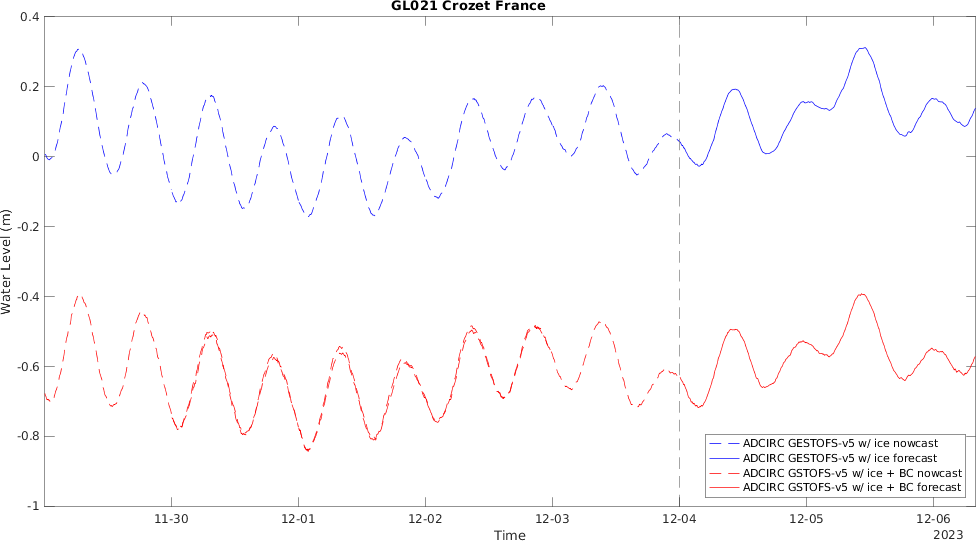 GL021 Crozet France
0.4
0.2
0
-0.2
-0.4
-0.6
-0.8
-1
Water Level (m)
11-30 12-01 12-02 12-03 12-04 12-05 12-06
Time
2023
ADCIRC GESTOFS-v5 w/ ice nowcast
ADCIRC GESTOFS-v5 w/ ice forecast
ADCIRC GSTOFS-v5 w/ ice + BC nowcast
ADCIRC GSTOFS-v5 w/ ice + BC forecast